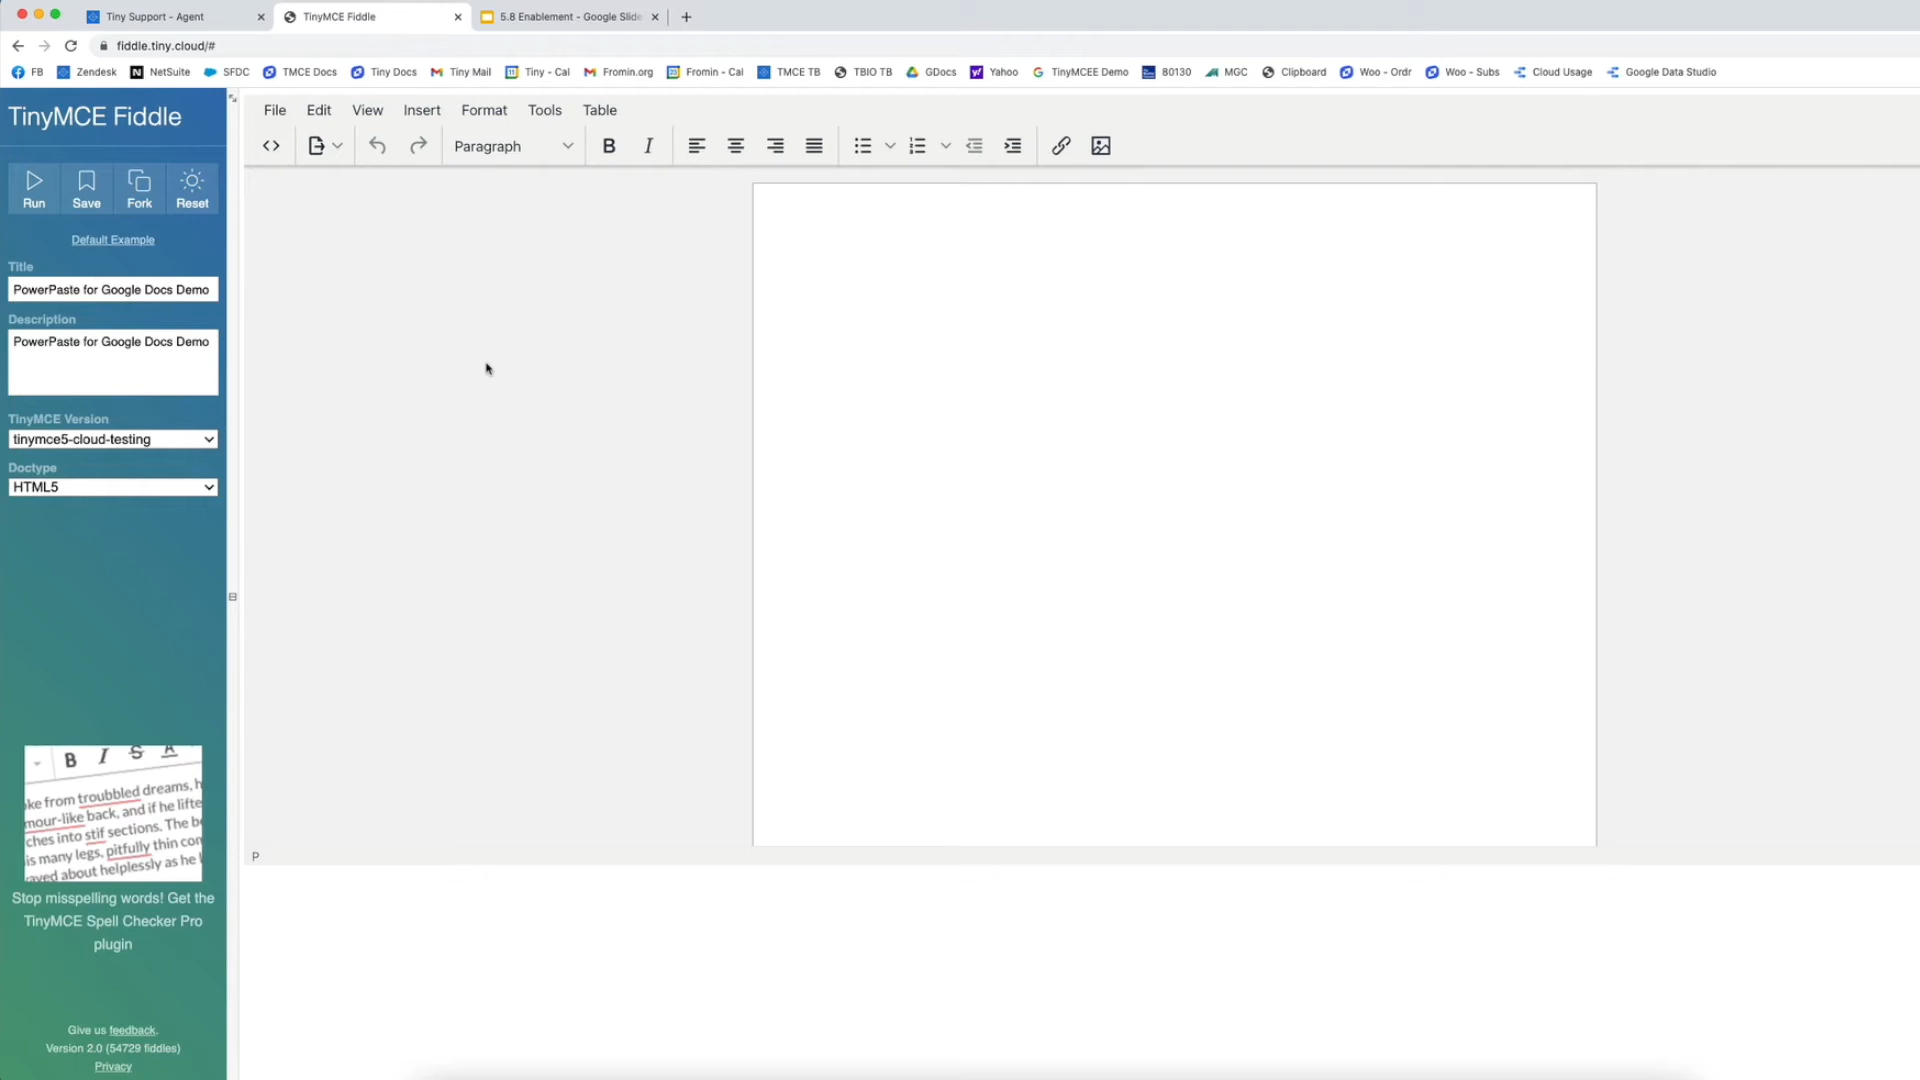 Tiny Support - Agent
TinyMCE Fiddle
5.8 Enablement - Google Slide
fiddle.tiny.cloud/#
FB Zendesk NetSuite SFDC TMCE Docs Tiny Docs Tiny Mail Tiny - Cal Fromin.org Fromin - Cal TMCE TB TBIO TB GDocs Yahoo TinyMCEE Demo 80130 MGC Clipboard Woo - Ordr Woo - Subs Cloud Usage Google Data Studio
TinyMCE Fiddle
File Edit View Insert Format Tools Table
Paragraph B I
Run Save Fork Reset
Default Example
Title
PowerPaste for Google Docs Demo
Description
PowerPaste for Google Docs Demo
TinyMCE Version
tinymce5-cloud-testing
Doctype
HTML5
B I S A
ke from troubbled dreams, h
mour-like back, and if he lifte
ches into stif sections. The be
is many legs, pitfully thin con
raved about helplessly as he l
P
Stop misspelling words! Get the
TinyMCE Spell Checker Pro
plugin
Give us feedback.
Version 2.0 (54729 fiddles)
Privacy